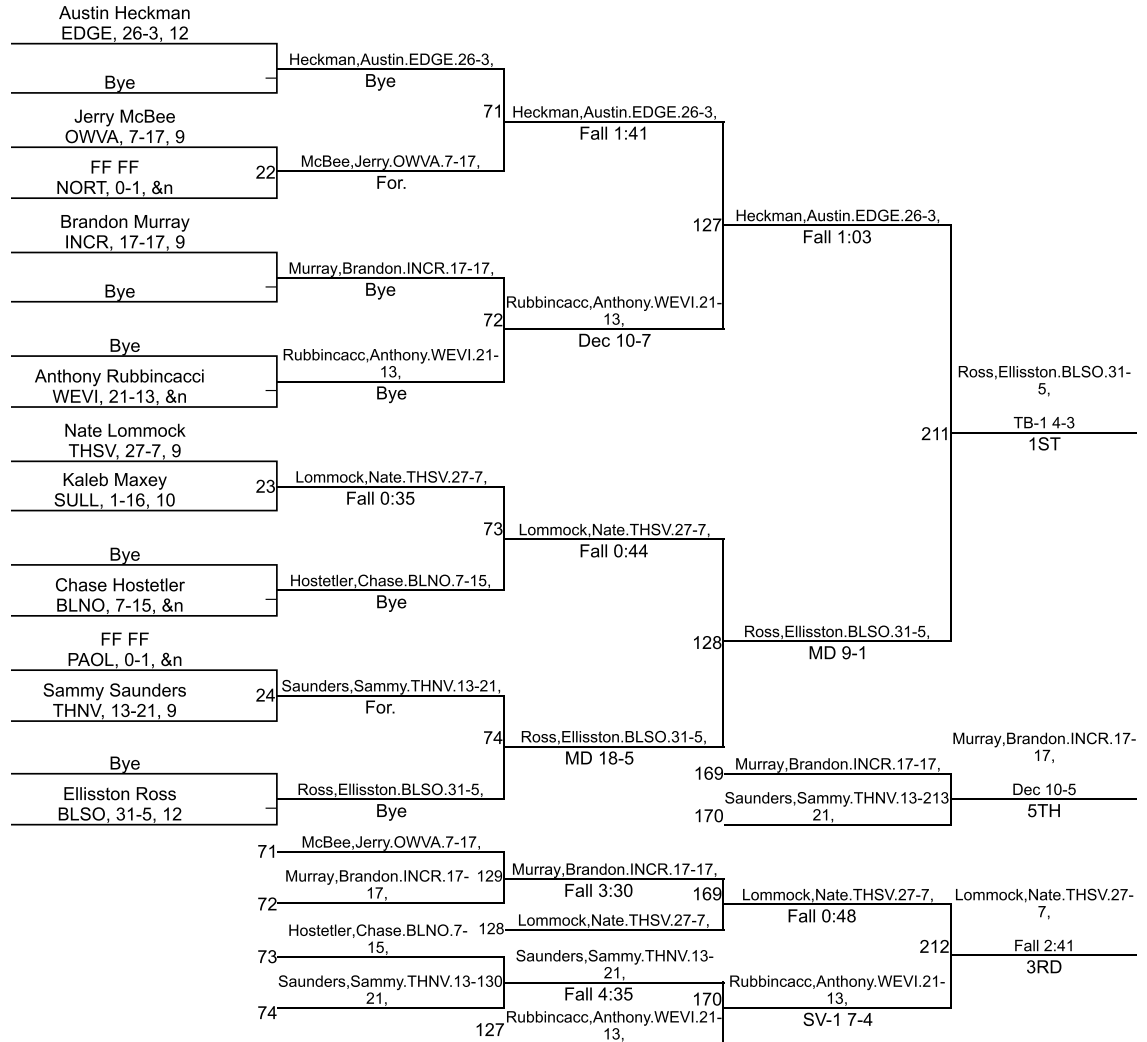 Austin Heckman
EDGE, 26-3, 12
Bye
Jerry McBee
OWVA, 7-17, 9
FF FF
NORT, 0-1, &n
Brandon Murray
INCR, 17-17, 9
Bye
Bye
Anthony Rubbincacci
WEVI, 21-13, &n
Nate Lommock
THSV, 27-7, 9
Kaleb Maxey
SULL, 1-16, 10
Bye
Chase Hostetler
BLNO, 7-15, &n
FF FF
PAOL, 0-1, &n
Sammy Saunders
THNV, 13-21, 9
Bye
Ellisston Ross
BLSO, 31-5, 12
Heckman,Austin.EDGE.26-3,
Bye
22
McBee,Jerry.OWVA.7-17,
For.
Murray,Brandon.INCR.17-17,
Bye
Rubbincacc,Anthony.WEVI.21-
13,
Bye
23
Lommock,Nate.THSV.27-7,
Fall 0:35
Hostetler,Chase.BLNO.7-15,
Bye
24
Saunders,Sammy.THNV.13-21,
For.
Ross,Ellisston.BLSO.31-5,
Bye
71
Heckman,Austin.EDGE.26-3,
Fall 1:41
72
Rubbincacc,Anthony.WEVI.21-
13,
Dec 10-7
73
Lommock,Nate.THSV.27-7,
Fall 0:44
74
Ross,Ellisston.BLSO.31-5,
MD 18-5
127
Heckman,Austin.EDGE.26-3,
Fall 1:03
128
Ross,Ellisston.BLSO.31-5,
MD 9-1
211
Ross,Ellisston.BLSO.31-
5,
TB-1 4-3
1ST
169
Murray,Brandon.INCR.17-17,
170
Saunders,Sammy.THNV.13-213
21,
Murray,Brandon.INCR.17-
17,
Dec 10-5
5TH
71
McBee,Jerry.OWVA.7-17,
72
Murray,Brandon.INCR.17-
17,
129
Murray,Brandon.INCR.17-17,
Fall 3:30
128
Lommock,Nate.THSV.27-7,
169
Lommock,Nate.THSV.27-7,
Fall 0:48
73
Hostetler,Chase.BLNO.7-
15,
74
Saunders,Sammy.THNV.13-130
21,
Saunders,Sammy.THNV.13-
21,
Fall 4:35
127
Rubbincacc,Anthony.WEVI.21-
13,
170
Rubbincacc,Anthony.WEVI.21-
13,
SV-1 7-4
212
Lommock,Nate.THSV.27-
7,
Fall 2:41
3RD